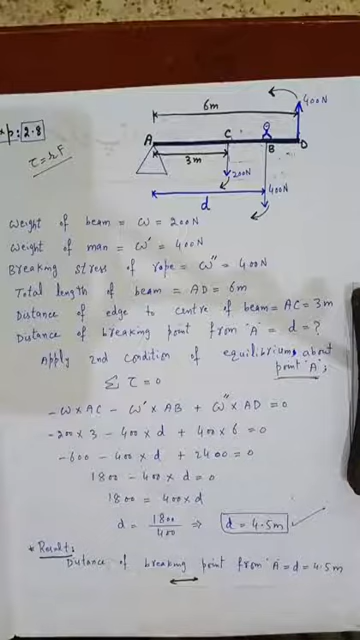 xp: 2.8
τ = rF
6m
400N
A
C
B
D
3m
200N
400N
d
Weight of beam = ω = 200N
Weight of man = ω' = 400N
Breaking stress of rope = ω'' = 400N
Total length of beam = AD = 6m
Distance of edge to centre of beam = AC = 3m
Distance of breaking point from 'A' = d = ?
Apply 2nd condition of equilibrium about
point 'A';
Σ τ = 0
- ω × AC - ω' × AB + ω'' × AD = 0
- 200 × 3 - 400 × d + 400 × 6 = 0
- 600 - 400 × d + 2400 = 0
1800 - 400 × d = 0
1800 = 400 × d
d = 1800/400 ⇒ d = 4.5m
* Result:
Distance of breaking point from 'A' = d = 4.5m